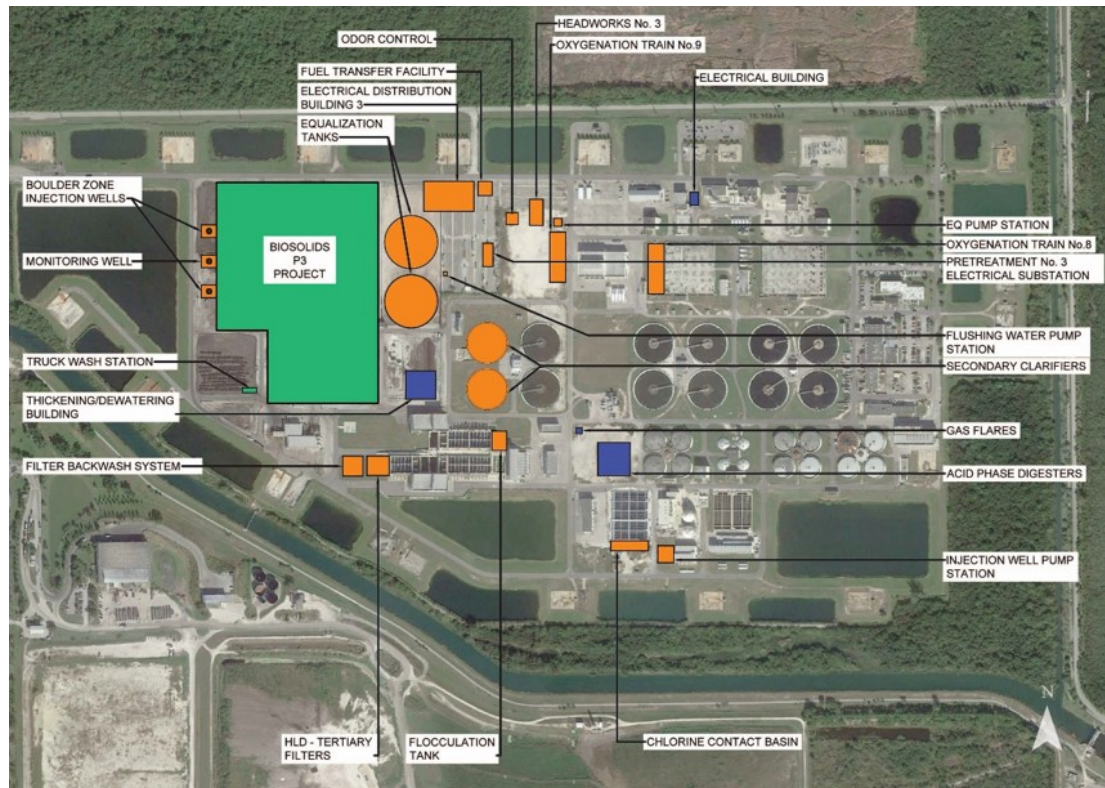 HEADWORKS No. 3
ODOR CONTROL
OXYGENATION TRAIN No.9
FUEL TRANSFER FACILITY
ELECTRICAL BUILDING
ELECTRICAL DISTRIBUTION
BUILDING 3
EQUALIZATION
TANKS
BOULDER ZONE
INJECTION WELLS
BIOSOLIDS
P3
PROJECT
EQ PUMP STATION
OXYGENATION TRAIN No.8
MONITORING WELL
PRETREATMENT No. 3
ELECTRICAL SUBSTATION
FLUSHING WATER PUMP
STATION
TRUCK WASH STATION
SECONDARY CLARIFIERS
THICKENING/DEWATERING
BUILDING
GAS FLARES
FILTER BACKWASH SYSTEM
ACID PHASE DIGESTERS
INJECTION WELL PUMP
STATION
N
HLD - TERTIARY
FILTERS
FLOCCULATION
TANK
CHLORINE CONTACT BASIN